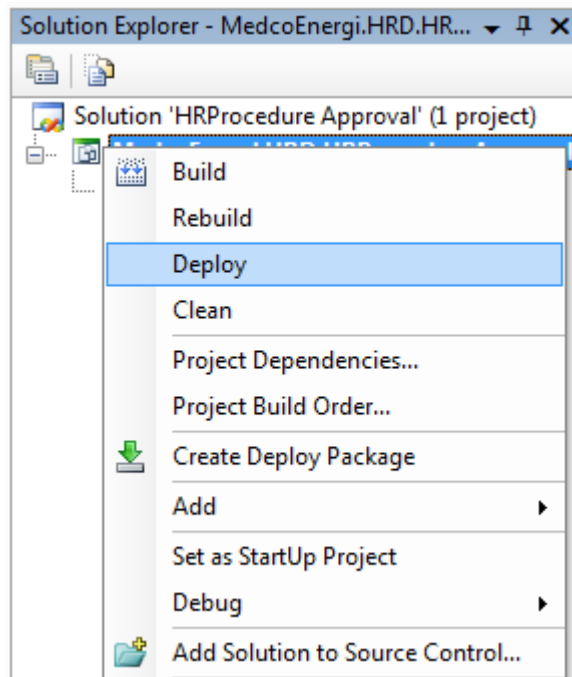 Solution Explorer - MedcoEnergi.HRD.HR...
Solution 'HRProcedure Approval' (1 project)
Build
Rebuild
Deploy
Clean
Project Dependencies...
Project Build Order...
Create Deploy Package
Add
Set as StartUp Project
Debug
Add Solution to Source Control...